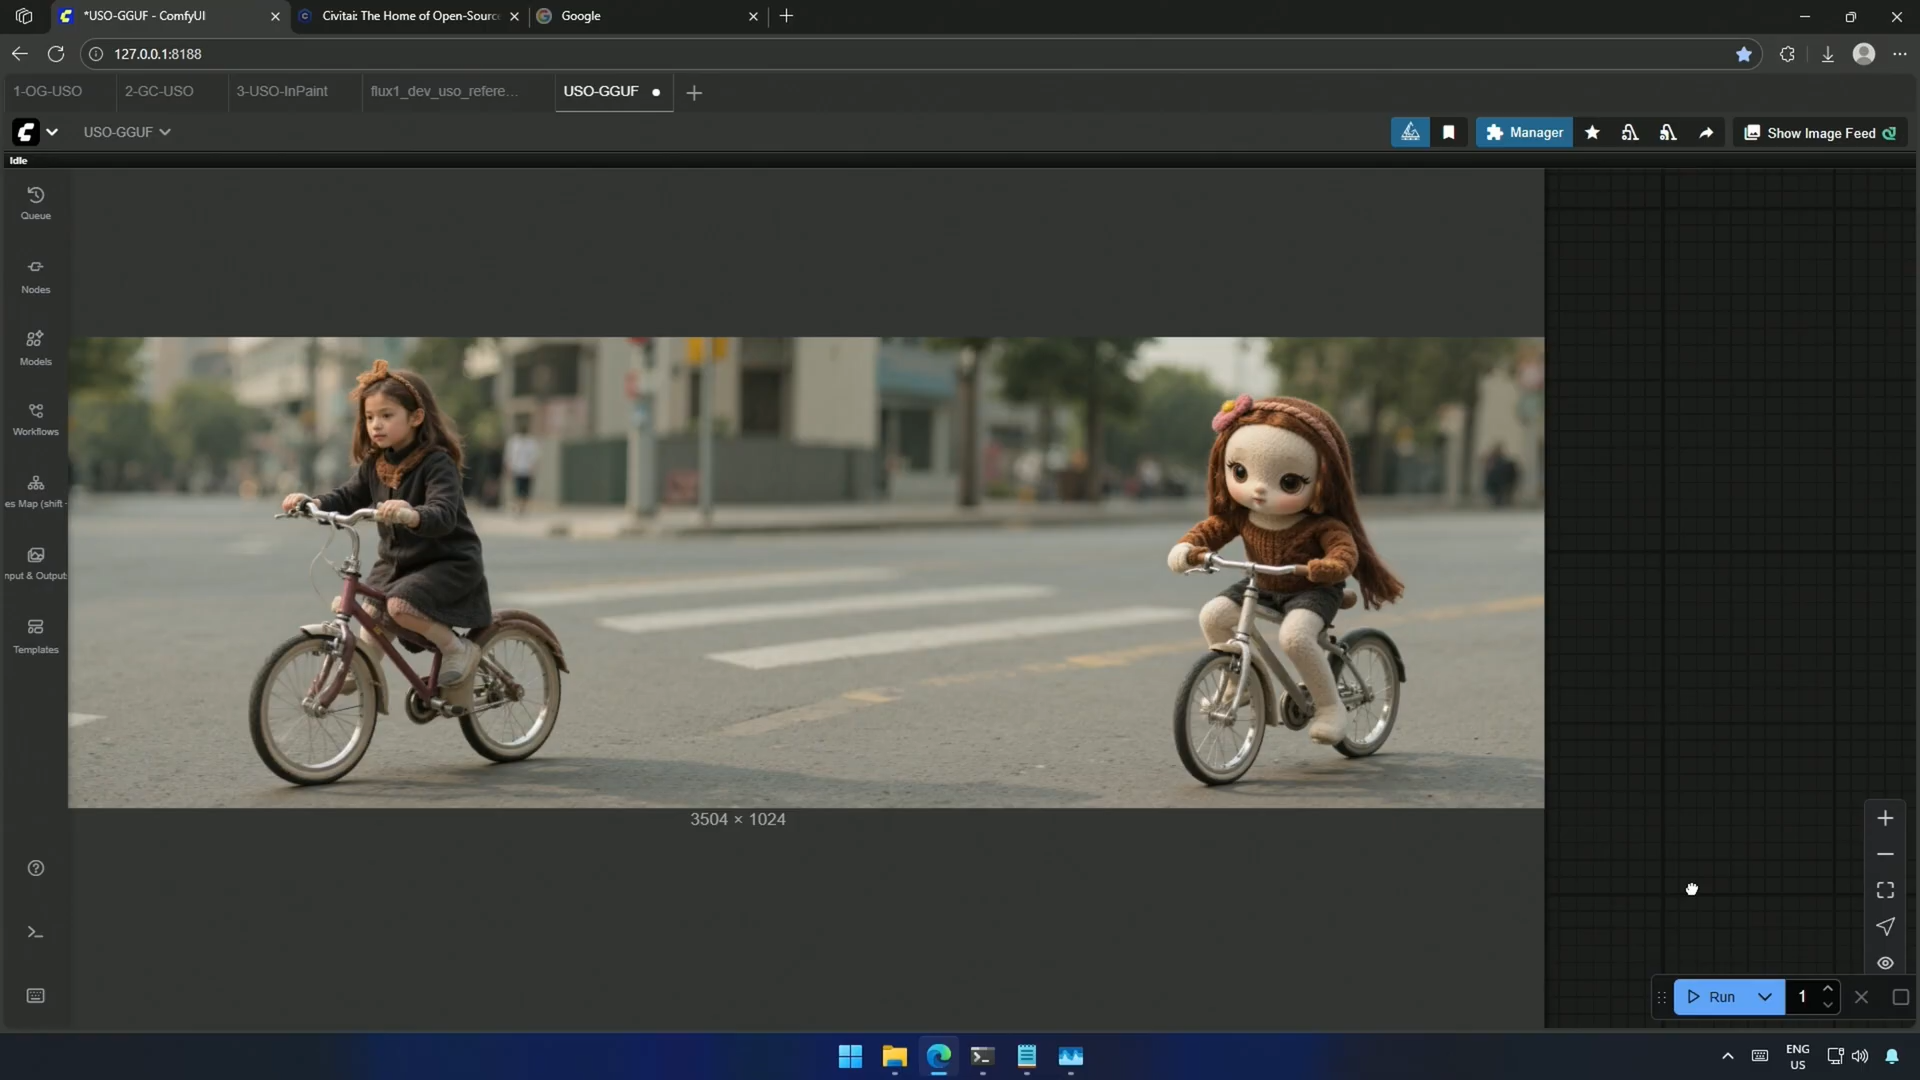 *USO-GGUF - ComfyUI
Civitai: The Home of Open-Source
Google
127.0.0.1:8188
1-OG-USO
2-GC-USO
3-USO-InPaint
flux1_dev_uso_refere...
USO-GGUF
USO-GGUF
Manager
Show Image Feed
Idle
Queue
Nodes
Models
Workflows
es Map (shift
nput & Output
Templates
3504 × 1024
Run
1
ENG
US